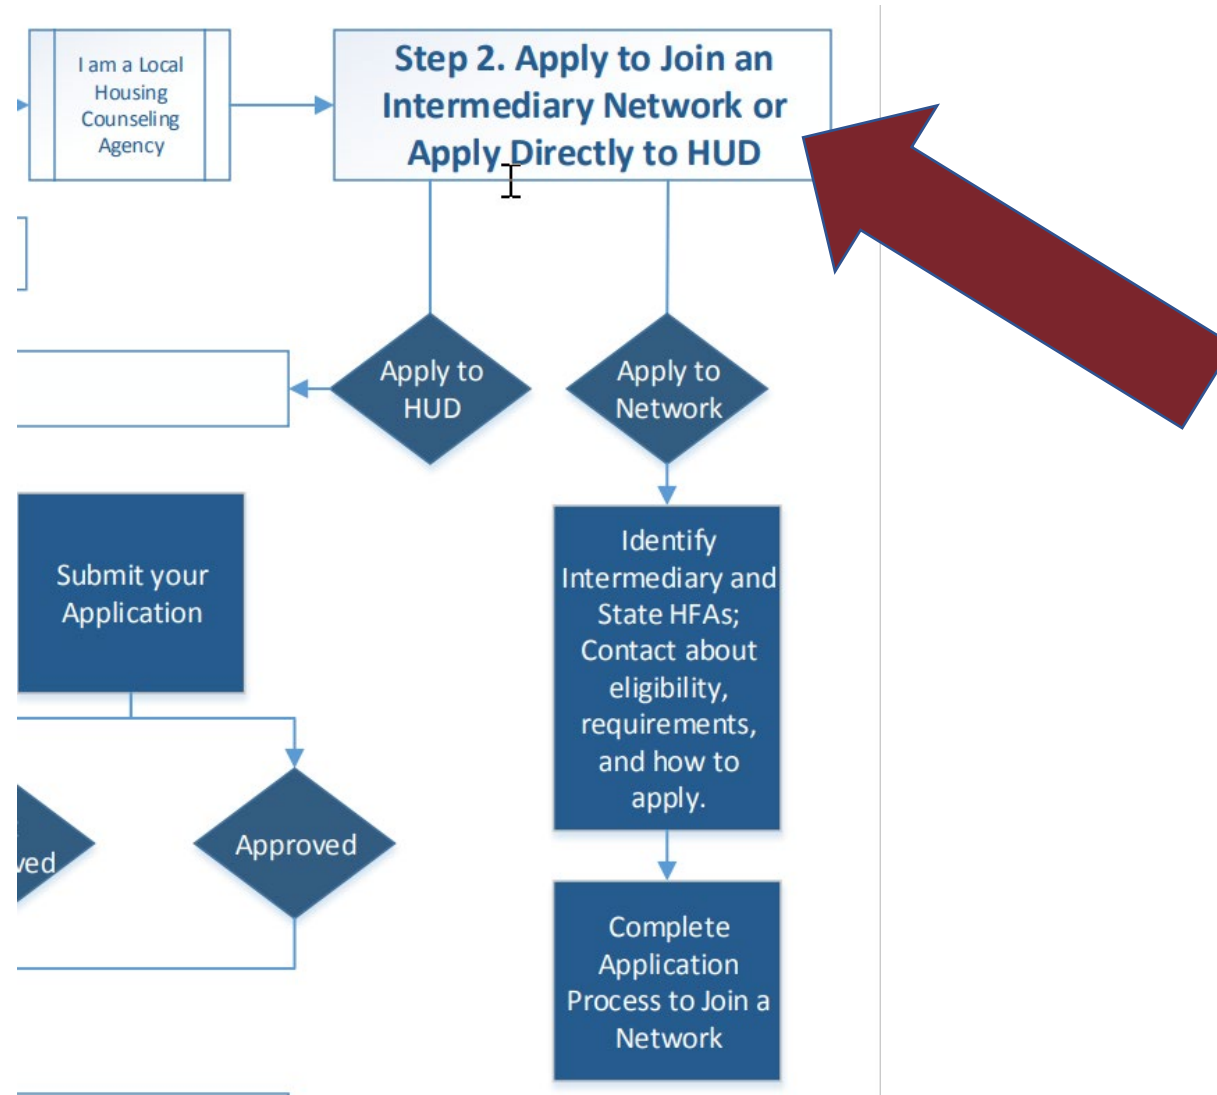 I am a Local
Housing
Counseling
Agency
Step 2. Apply to Join an
Intermediary Network or
Apply Directly to HUD
Apply to
HUD
Apply to
Network
Submit your
Application
Identify
Intermediary and
State HFAs;
Contact about
eligibility,
requirements,
and how to
apply.
Approved
Complete
Application
Process to Join a
Network